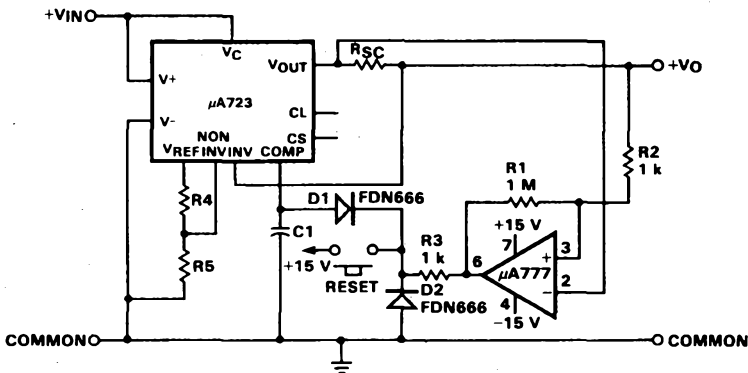 +VIN
VC
VOUT
RSC
+VO
V+
μA723
CL
V-
CS
NON
VREF INV INV COMP
R2
1 k
R1
1 M
R4
D1
FDN666
C1
+15 V
R3
1 k
6
7
3
+
μA777
2
-
4
-15 V
R5
+15 V
RESET
D2
FDN666
COMMON
COMMON